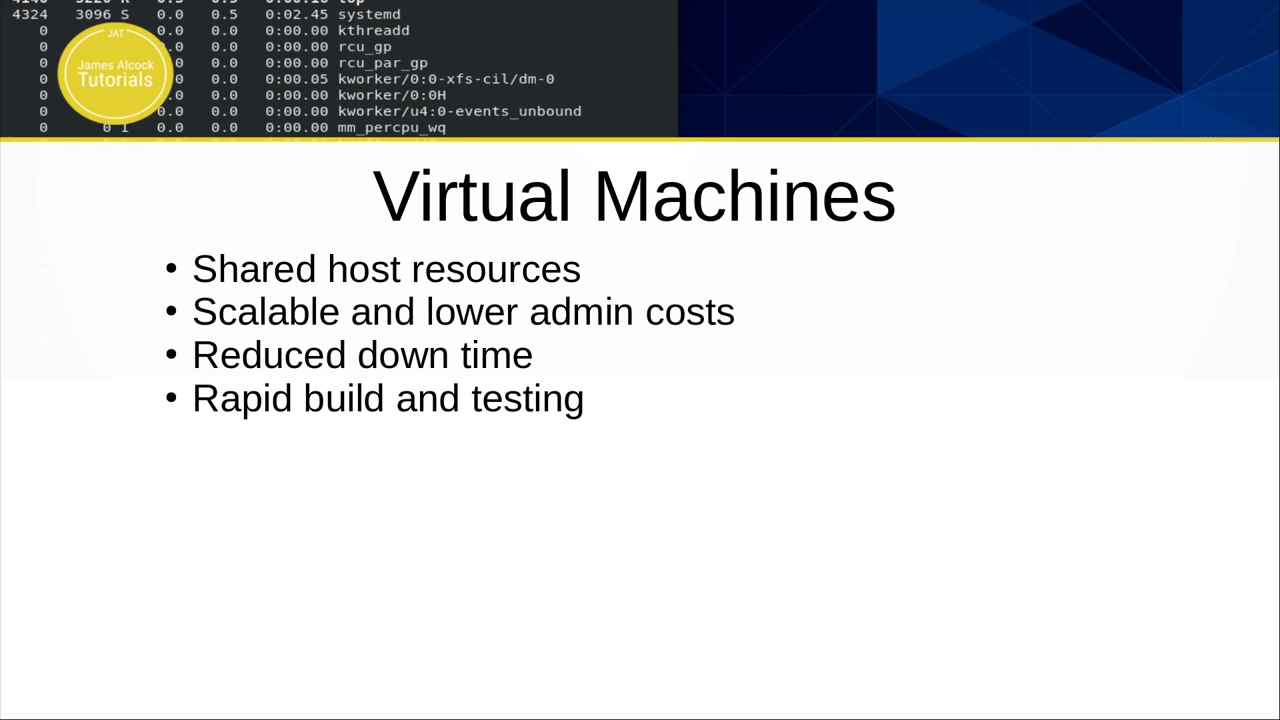 4324 3096 S 0.0 0.5 0:02.45 systemd
0 0.0 0.0 0:00.00 kthreadd
0 0.0 0.0 0:00.00 rcu_gp
0 0.0 0:00.00 rcu_par_gp
0 0.0 0:00.05 kworker/0:0-xfs-cil/dm-0
0 0.0 0:00.00 kworker/0:0H
0 0.0 0.0 0:00.00 kworker/u4:0-events_unbound
0 0 I 0.0 0.0 0:00.00 mm_percpu_wq
JAT
James Alcock
Tutorials
Virtual Machines
• Shared host resources
• Scalable and lower admin costs
• Reduced down time
• Rapid build and testing